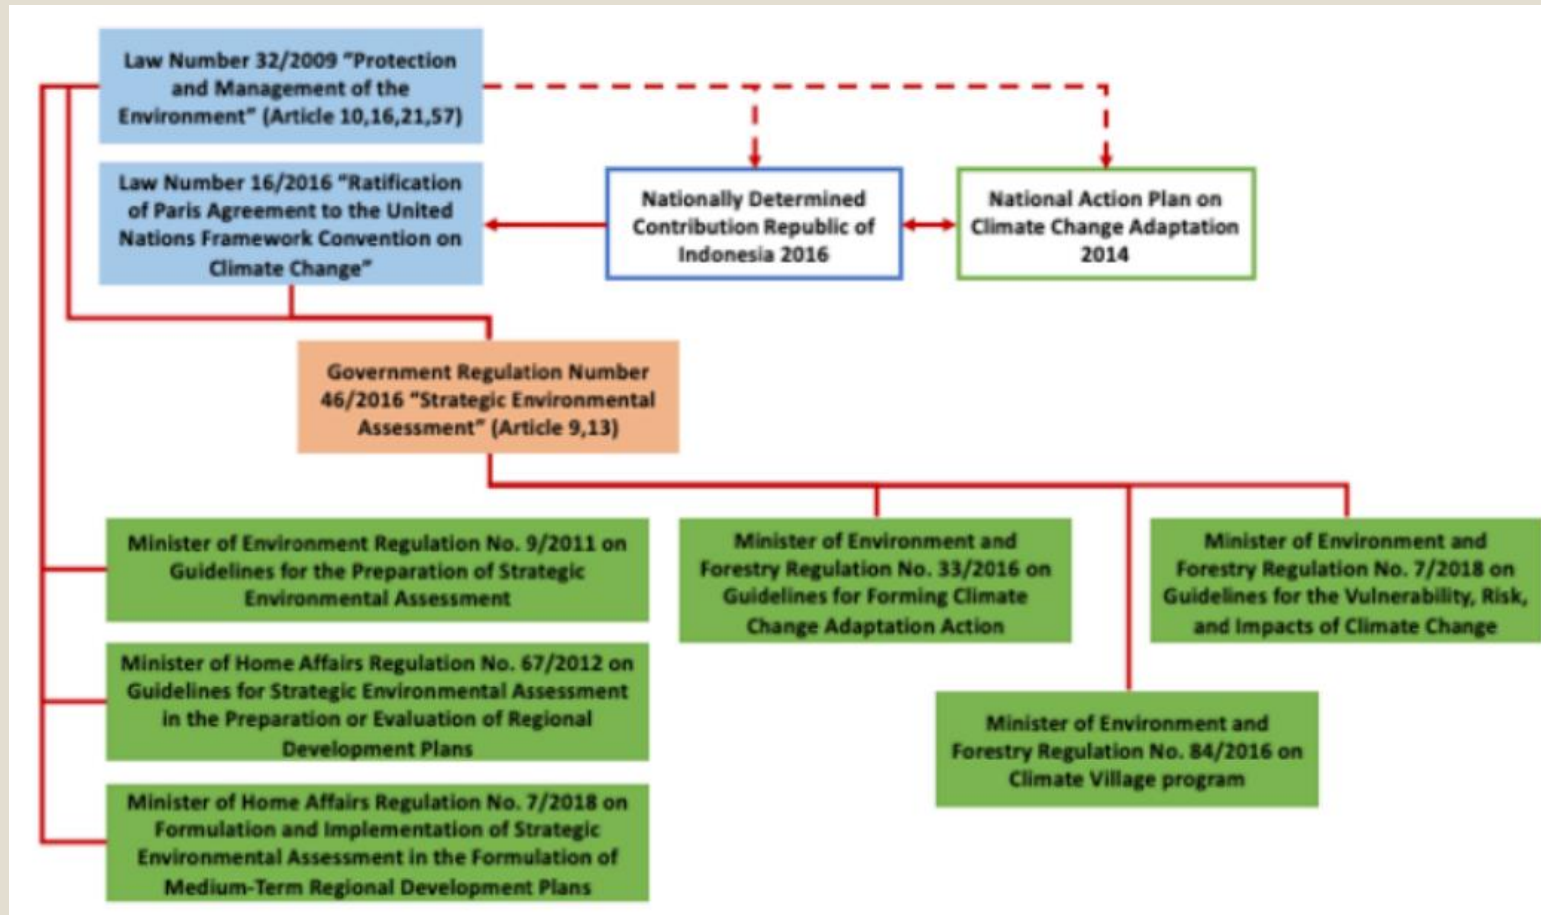 Law Number 32/2009 “Protection
and Management of the
Environment” (Article 10,16,21,57)
Law Number 16/2016 “Ratification
of Paris Agreement to the United
Nations Framework Convention on
Climate Change”
Nationally Determined
Contribution Republic of
Indonesia 2016
National Action Plan on
Climate Change Adaptation
2014
Government Regulation Number
46/2016 “Strategic Environmental
Assessment” (Article 9,13)
Minister of Environment Regulation No. 9/2011 on
Guidelines for the Preparation of Strategic
Environmental Assessment
Minister of Home Affairs Regulation No. 67/2012 on
Guidelines for Strategic Environmental Assessment
in the Preparation or Evaluation of Regional
Development Plans
Minister of Home Affairs Regulation No. 7/2018 on
Formulation and Implementation of Strategic
Environmental Assessment in the Formulation of
Medium-Term Regional Development Plans
Minister of Environment and
Forestry Regulation No. 33/2016 on
Guidelines for Forming Climate
Change Adaptation Action
Minister of Environment and
Forestry Regulation No. 7/2018 on
Guidelines for the Vulnerability, Risk,
and Impacts of Climate Change
Minister of Environment and
Forestry Regulation No. 84/2016 on
Climate Village program